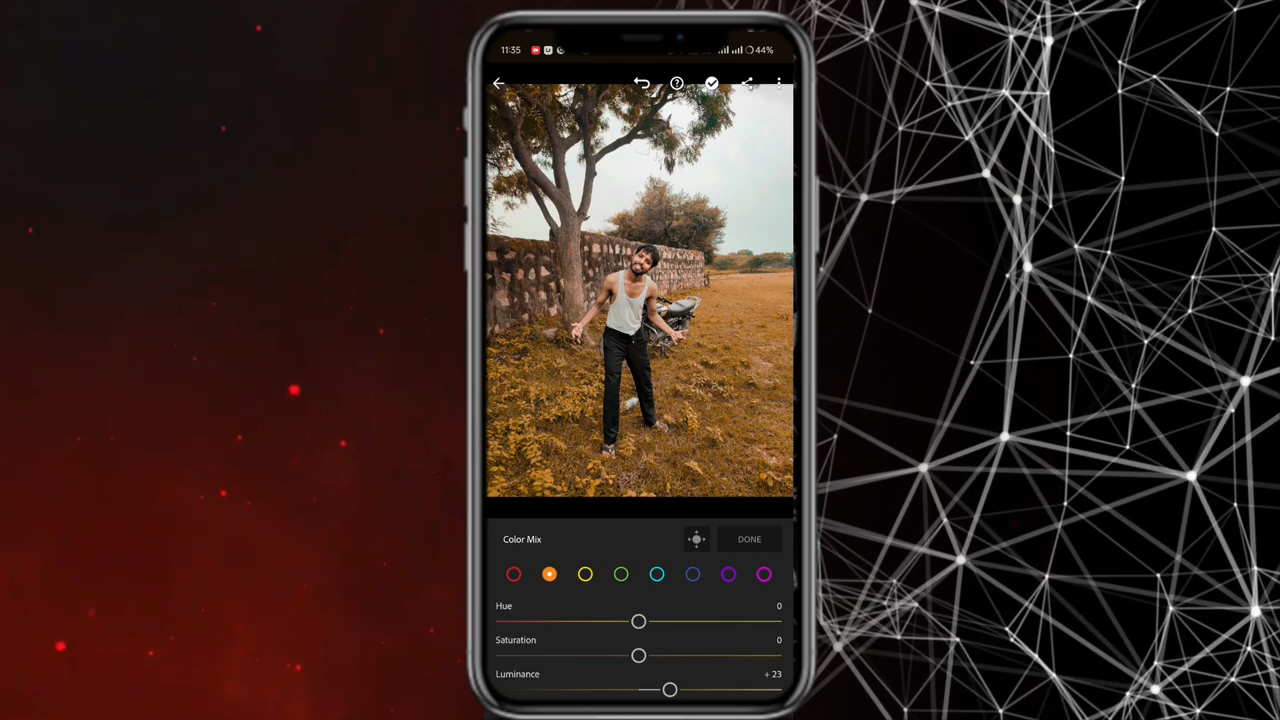 11:35 44%
Color Mix DONE
Hue 0
Saturation 0
Luminance + 23